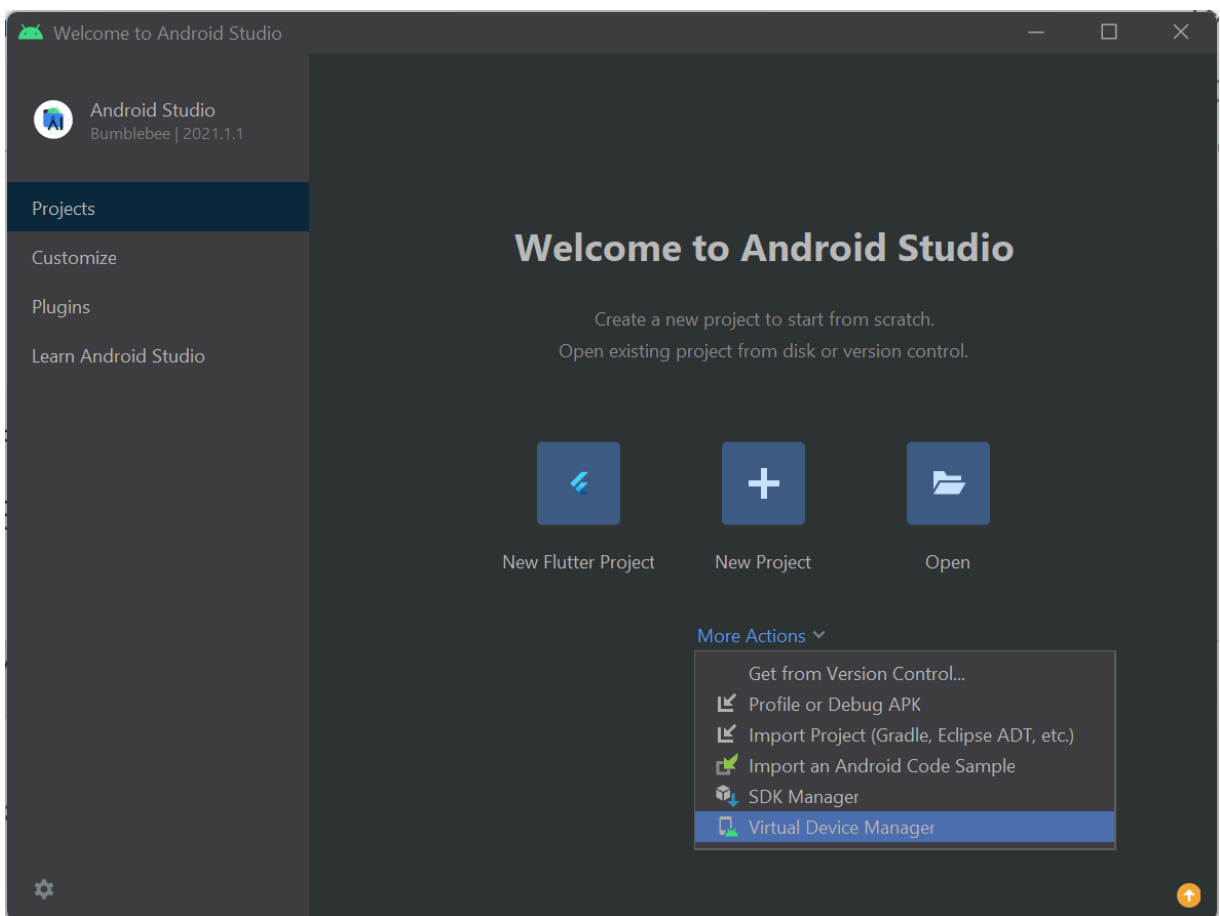 Welcome to Android Studio
Android Studio
Bumblebee | 2021.1.1
Projects
Customize
Plugins
Learn Android Studio
Welcome to Android Studio
Create a new project to start from scratch.
Open existing project from disk or version control.
New Flutter Project
New Project
Open
More Actions
Get from Version Control...
Profile or Debug APK
Import Project (Gradle, Eclipse ADT, etc.)
Import an Android Code Sample
SDK Manager
Virtual Device Manager